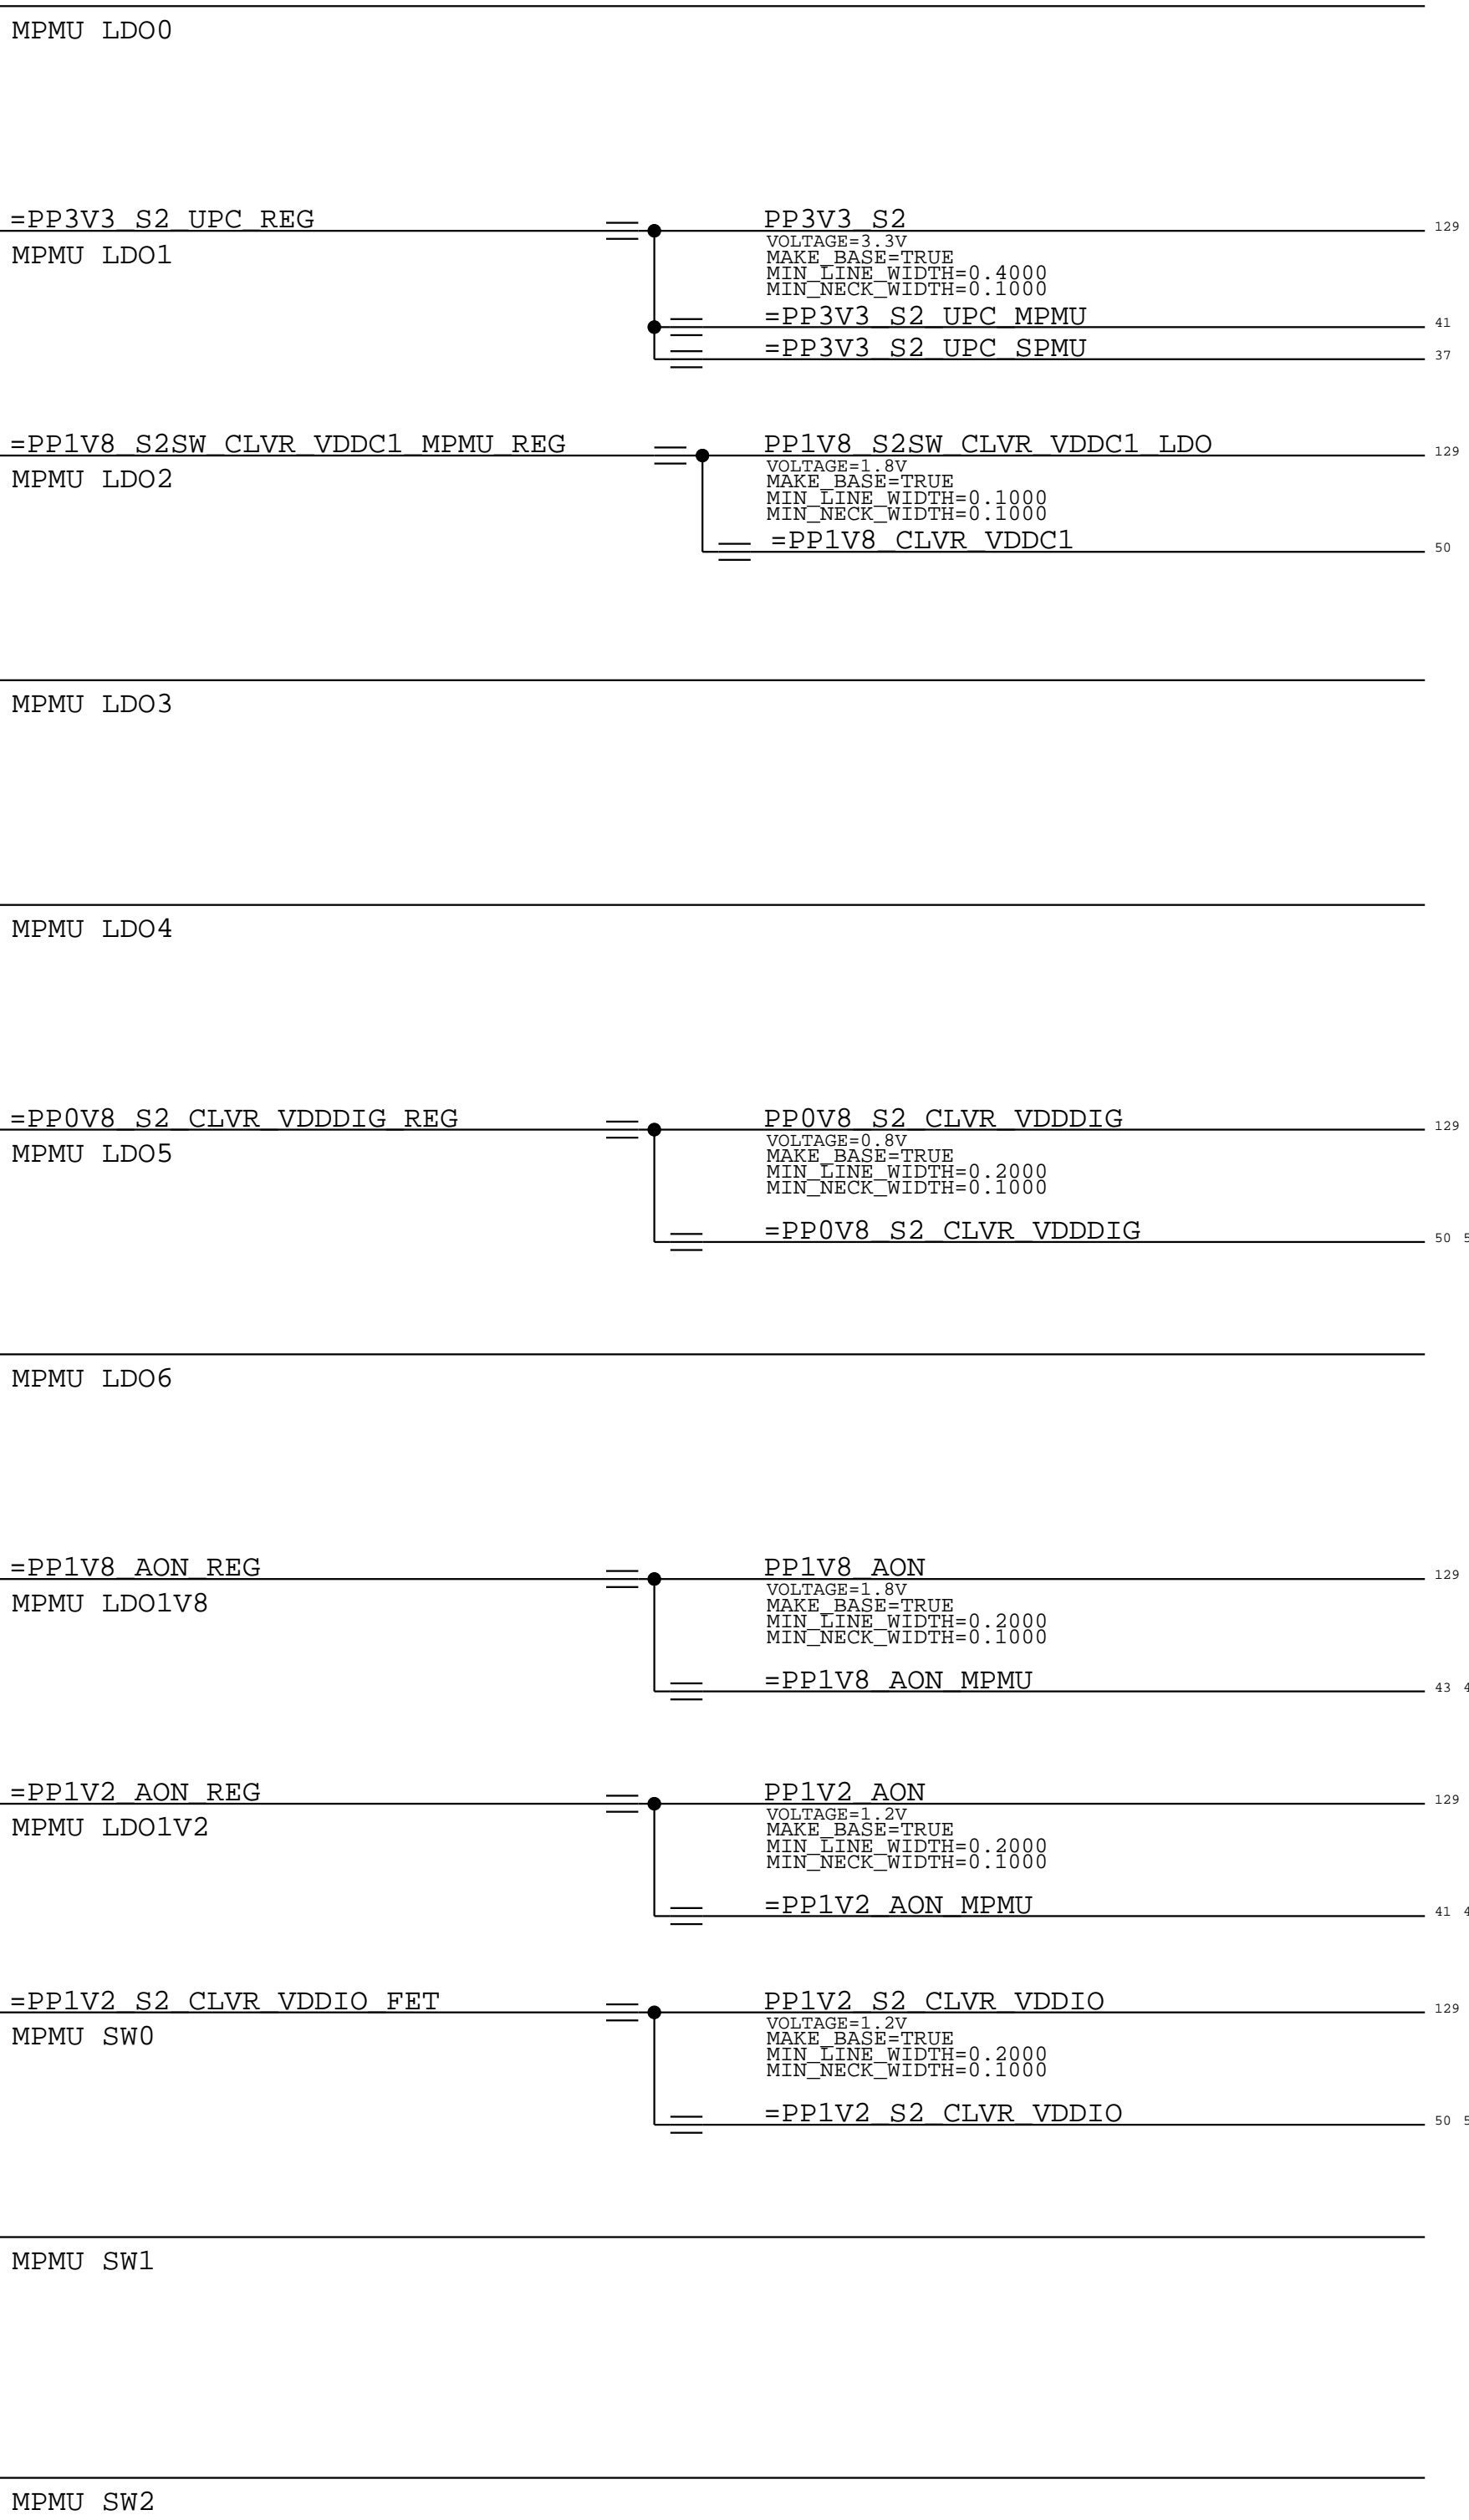 MPMU LDO0
=PP3V3_S2_UPC_REG PP3V3_S2 129
MPMU LDO1
VOLTAGE=3.3V
MAKE_BASE=TRUE
MIN_LINE_WIDTH=0.4000
MIN_NECK_WIDTH=0.1000
=PP3V3_S2_UPC_MPMU 41
=PP3V3_S2_UPC_SPMU 37
=PP1V8_S2SW_CLVR_VDDC1_MPMU_REG PP1V8_S2SW_CLVR_VDDC1_LDO 129
MPMU LDO2
VOLTAGE=1.8V
MAKE_BASE=TRUE
MIN_LINE_WIDTH=0.1000
MIN_NECK_WIDTH=0.1000
=PP1V8_CLVR_VDDC1 50
MPMU LDO3
MPMU LDO4
=PP0V8_S2_CLVR_VDDDIG_REG PP0V8_S2_CLVR_VDDDIG 129
MPMU LDO5
VOLTAGE=0.8V
MAKE_BASE=TRUE
MIN_LINE_WIDTH=0.2000
MIN_NECK_WIDTH=0.1000
=PP0V8_S2_CLVR_VDDDIG 50
MPMU LDO6
=PP1V8_AON_REG PP1V8_AON 129
MPMU LDO1V8
VOLTAGE=1.8V
MAKE_BASE=TRUE
MIN_LINE_WIDTH=0.2000
MIN_NECK_WIDTH=0.1000
=PP1V8_AON_MPMU 43
=PP1V2_AON_REG PP1V2_AON 129
MPMU LDO1V2
VOLTAGE=1.2V
MAKE_BASE=TRUE
MIN_LINE_WIDTH=0.2000
MIN_NECK_WIDTH=0.1000
=PP1V2_AON_MPMU 41
=PP1V2_S2_CLVR_VDDIO_FET PP1V2_S2_CLVR_VDDIO 129
MPMU SW0
VOLTAGE=1.2V
MAKE_BASE=TRUE
MIN_LINE_WIDTH=0.2000
MIN_NECK_WIDTH=0.1000
=PP1V2_S2_CLVR_VDDIO 50
MPMU SW1
MPMU SW2